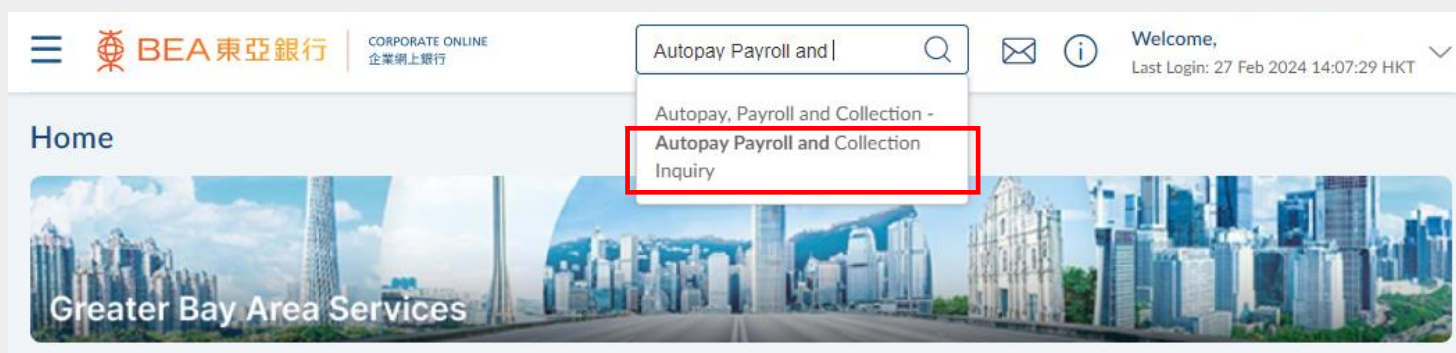 BEA東亞銀行
CORPORATE ONLINE
企業網上銀行
Autopay Payroll and
Welcome,
Last Login: 27 Feb 2024 14:07:29 HKT
Autopay, Payroll and Collection -
Autopay Payroll and Collection
Inquiry
Home
Greater Bay Area Services